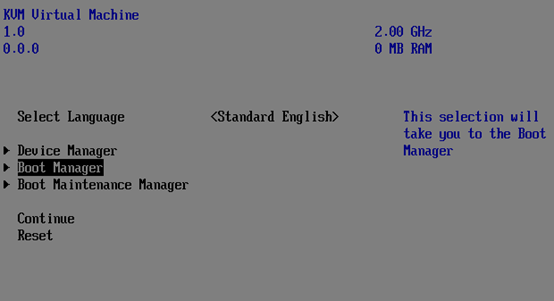 KVM Virtual Machine
1.0 2.00 GHz
0.0.0 0 MB RAM
Select Language <Standard English> This selection will
take you to the Boot
Device Manager Manager
Boot Manager
Boot Maintenance Manager
Continue
Reset